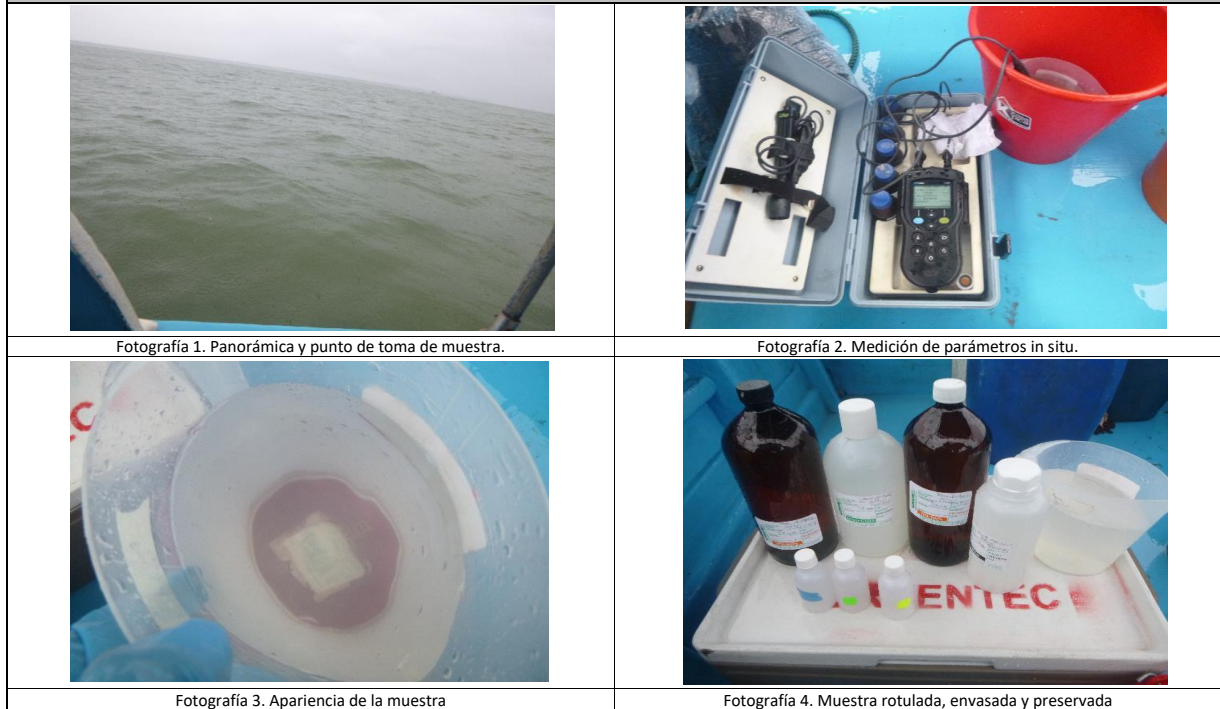 Fotografía 1. Panorámica y punto de toma de muestra.
Fotografía 2. Medición de parámetros in situ.
Fotografía 3. Apariencia de la muestra
Fotografía 4. Muestra rotulada, envasada y preservada
ENTEC